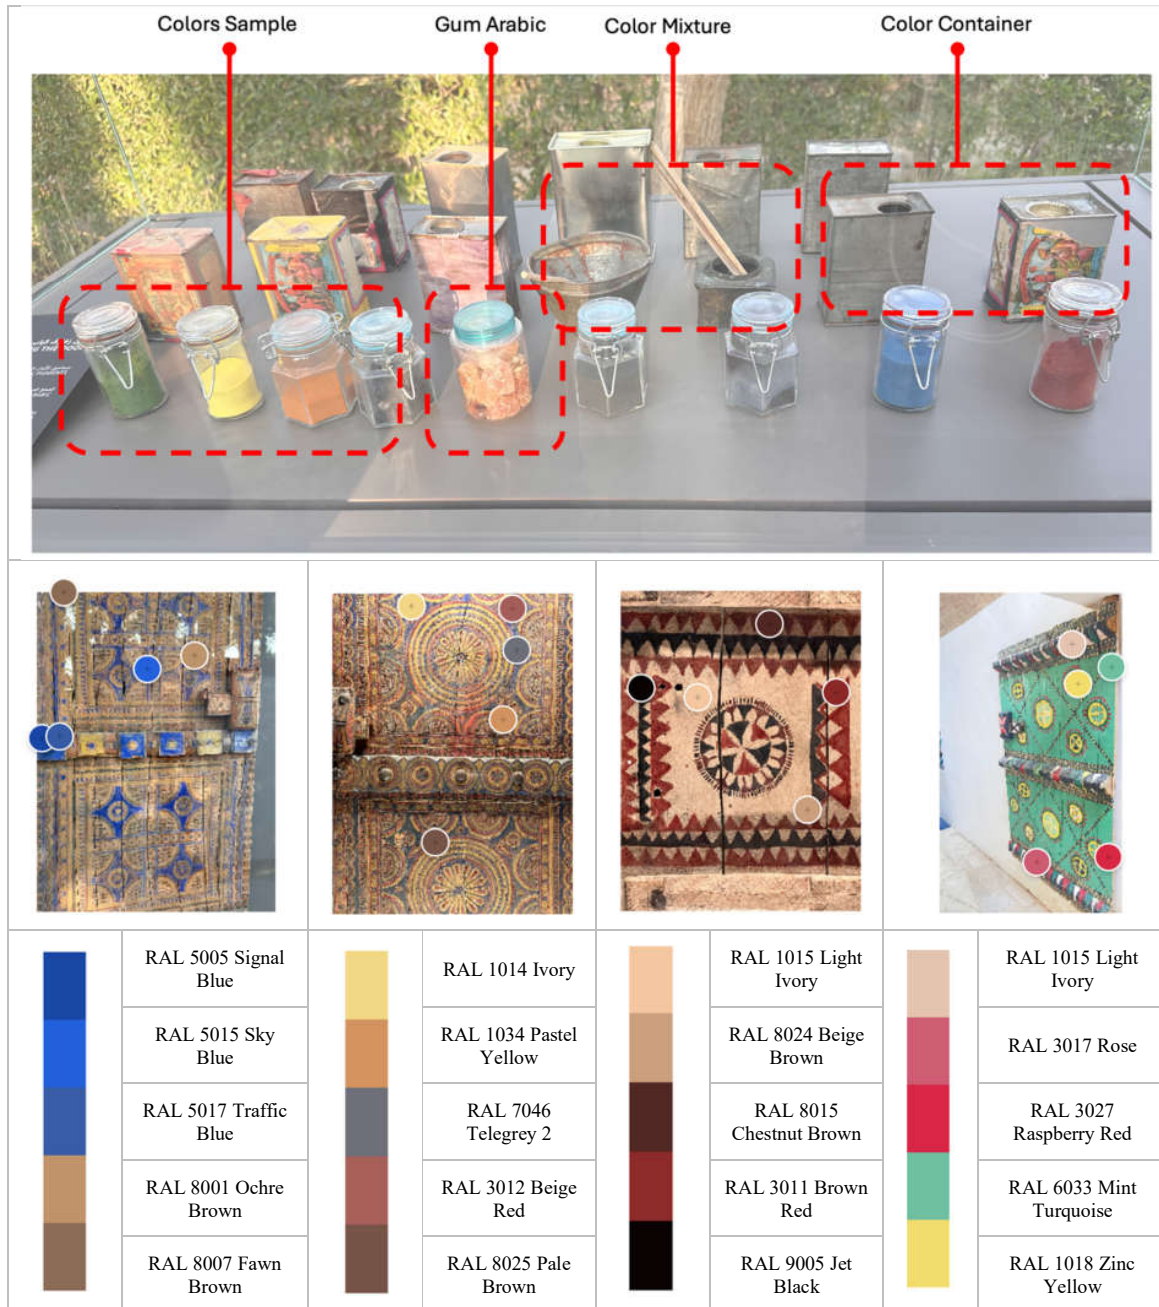 Colors Sample
Gum Arabic
Color Mixture
Color Container
RAL 5005 Signal
Blue
RAL 5015 Sky
Blue
RAL 5017 Traffic
Blue
RAL 8001 Ochre
Brown
RAL 8007 Fawn
Brown
RAL 1014 Ivory
RAL 1034 Pastel
Yellow
RAL 7046
Telegrey 2
RAL 3012 Beige
Red
RAL 8025 Pale
Brown
RAL 1015 Light
Ivory
RAL 8024 Beige
Brown
RAL 8015
Chestnut Brown
RAL 3011 Brown
Red
RAL 9005 Jet
Black
RAL 1015 Light
Ivory
RAL 3017 Rose
RAL 3027
Raspberry Red
RAL 6033 Mint
Turquoise
RAL 1018 Zinc
Yellow